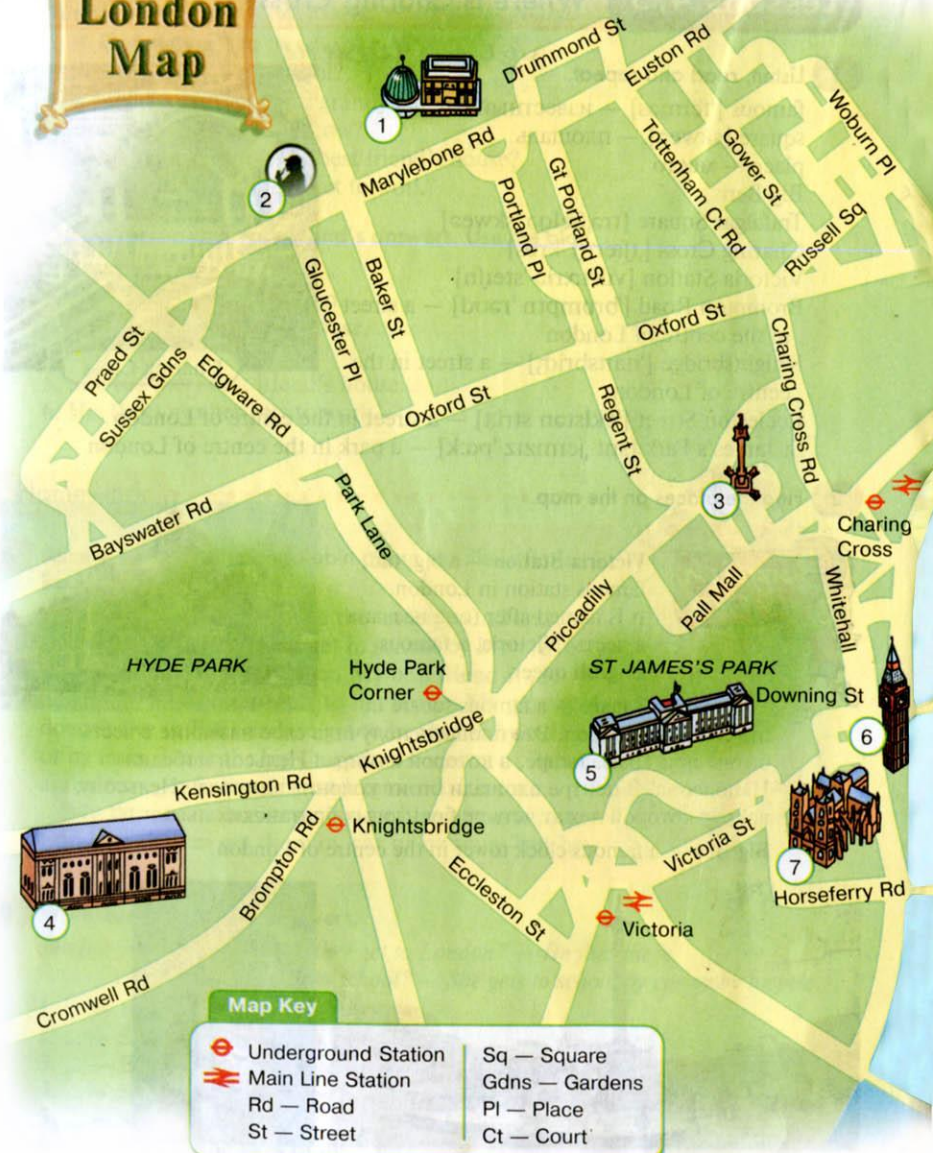 London
Map
Drummond St
Euston Rd
1
Woburn Pl
Marylebone Rd
Tottenham Ct Rd
Gower St
2
Portland Pl
Gt Portland St
Russell Sq
Gloucester Pl
Baker St
Oxford St
Praed St
Sussex Gdns
Edgware Rd
Oxford St
Regent St
Charing Cross Rd
3
Charing
Cross
Bayswater Rd
Park Lane
Piccadilly
Pall Mall
Whitehall
HYDE PARK
Hyde Park
Corner
ST JAMES'S PARK
Downing St
6
5
Knightsbridge
Kensington Rd
Knightsbridge
Brompton Rd
Eccleston St
Victoria St
7
Horseferry Rd
4
Victoria
Cromwell Rd
Map Key
Underground Station
Main Line Station
Rd — Road
St — Street
Sq — Square
Gdns — Gardens
Pl — Place
Ct — Court